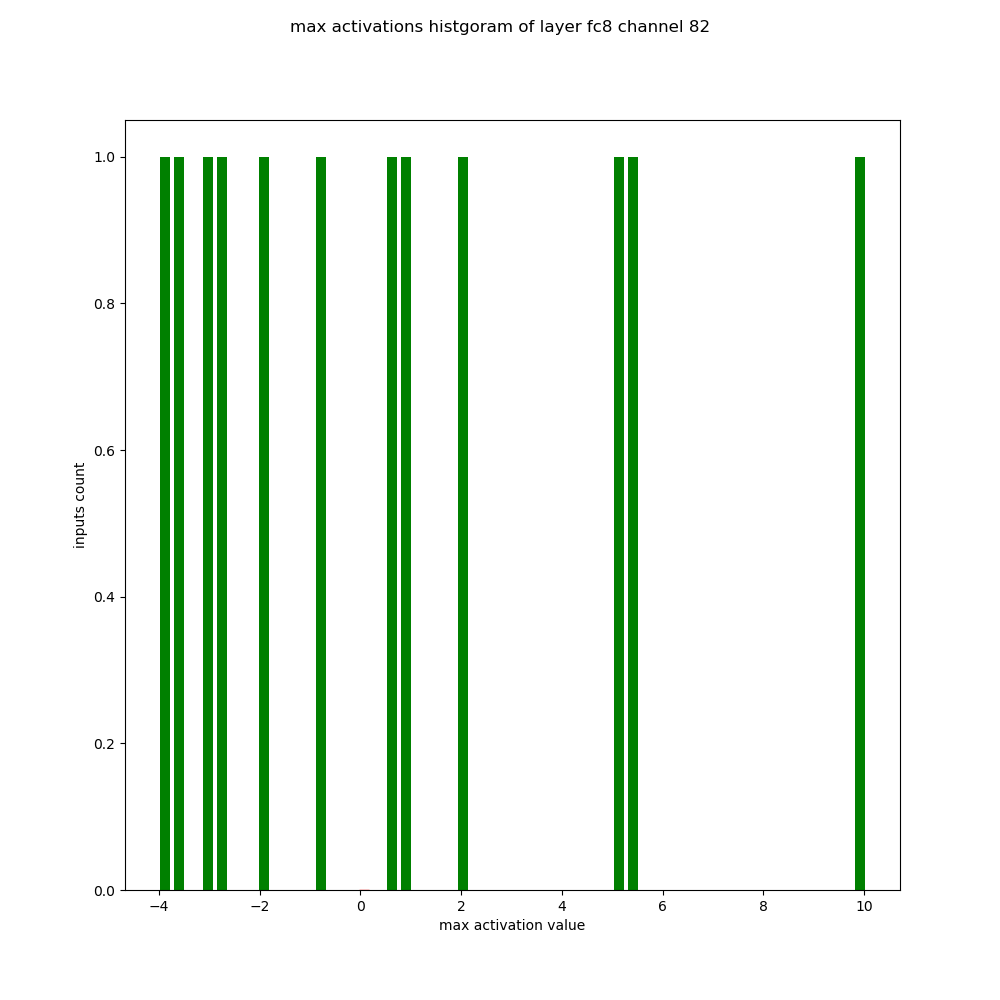 max activations histgoram of layer fc8 channel 82
1.0
0.8
0.6
0.4
0.2
0.0
inputs count
−4 −2 0 2 4 6 8 10
max activation value